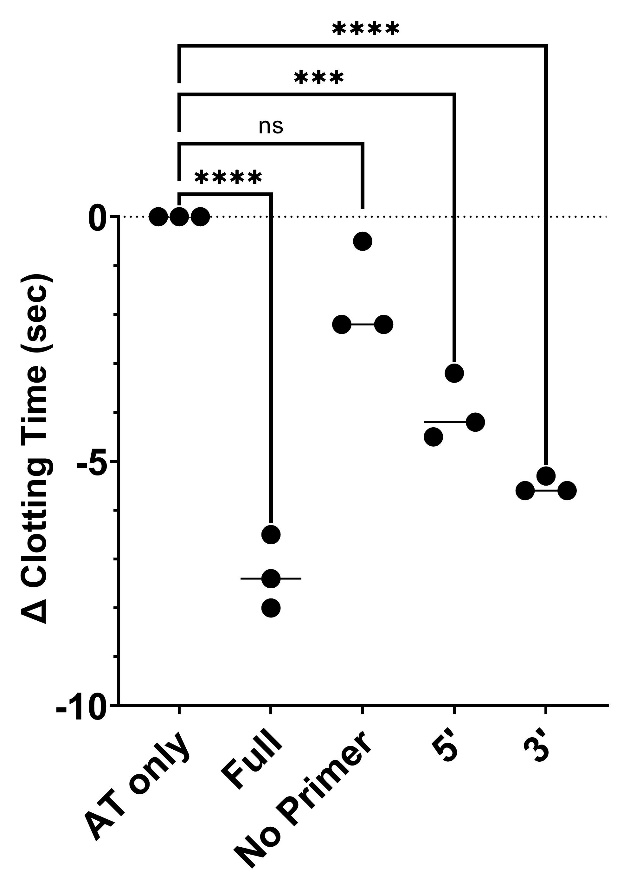 ****
***
ns
****
0
-5
-10
Δ Clotting Time (sec)
AT only
Full
No Primer
5'
3'